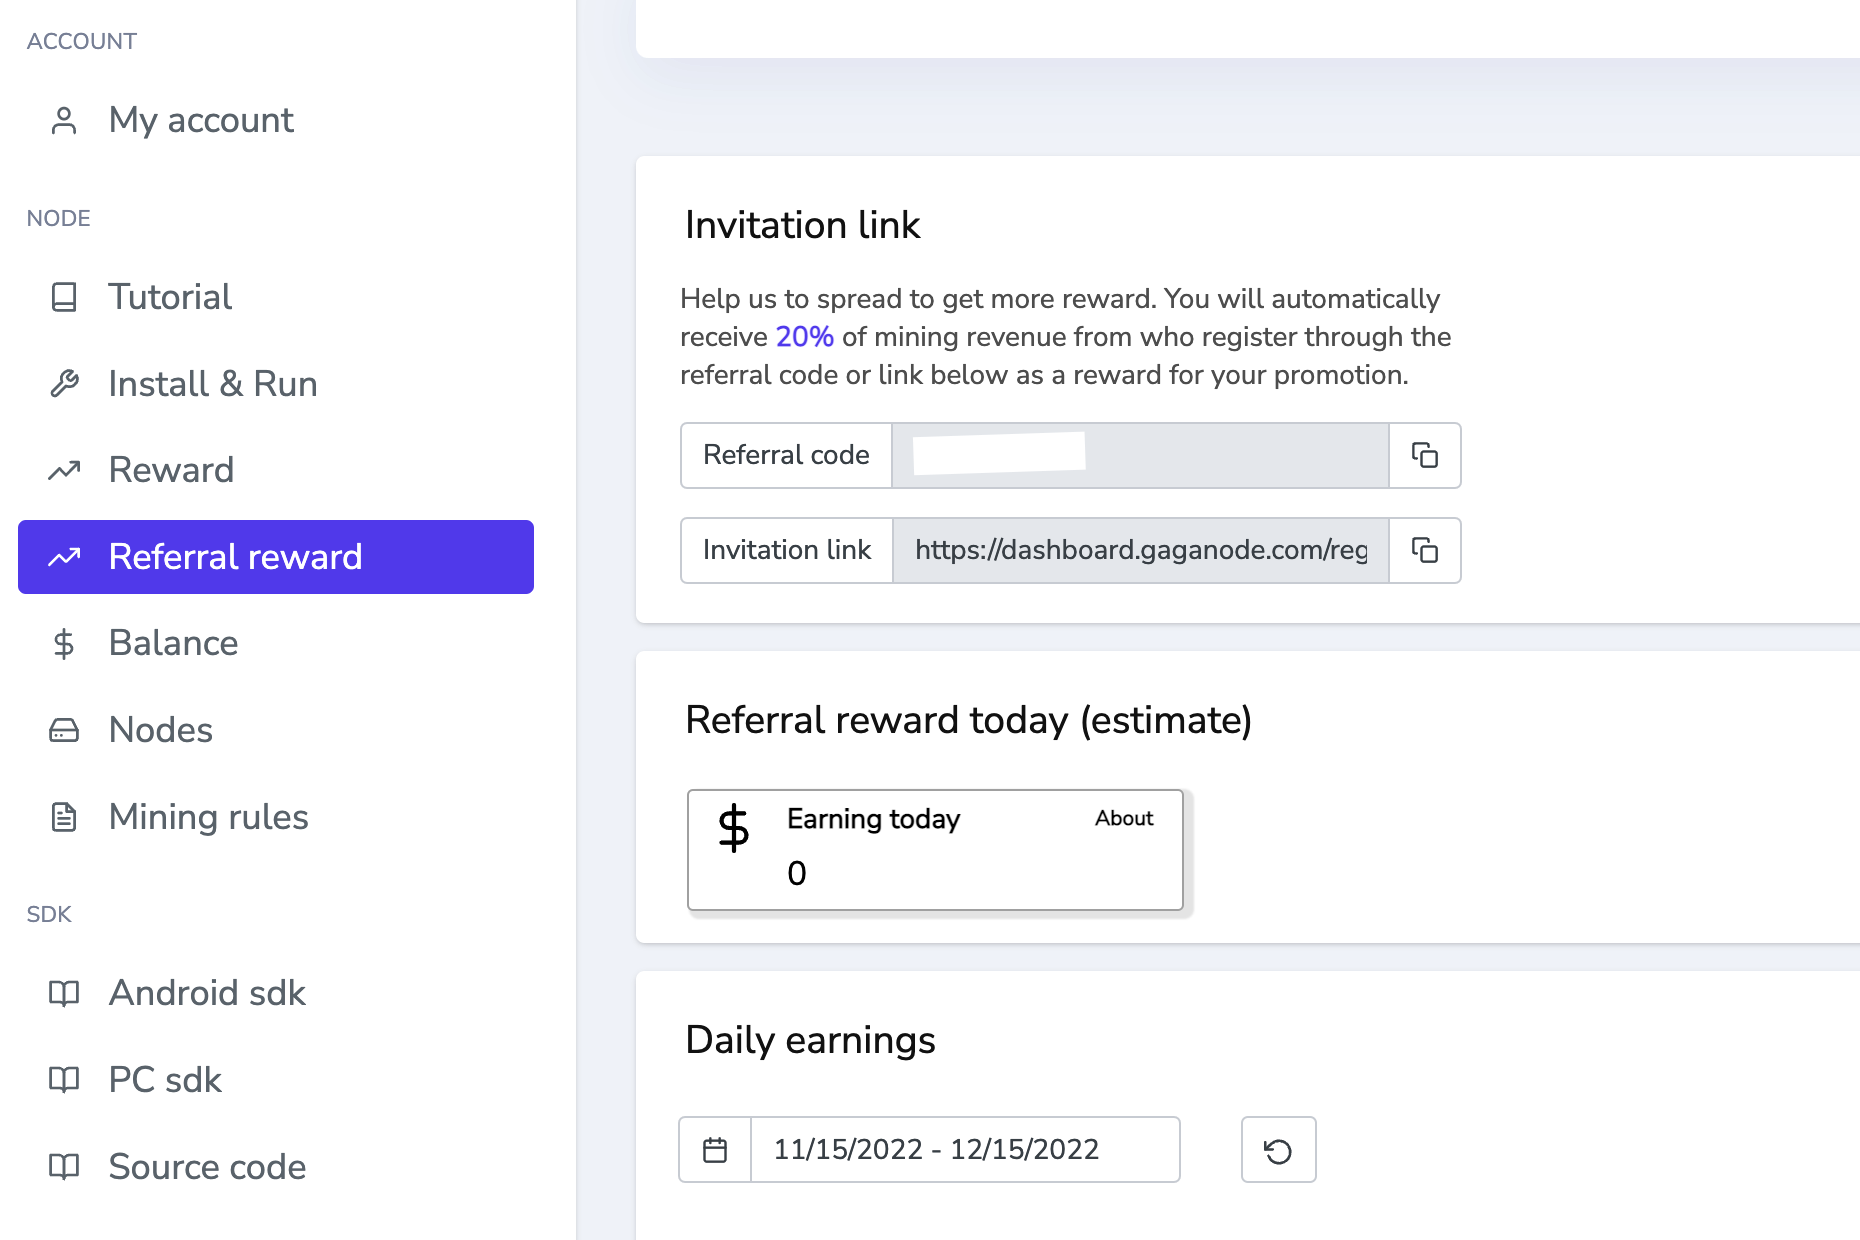 ACCOUNT
My account
NODE
Tutorial
Install & Run
Reward
Referral reward
Balance
Nodes
Mining rules
SDK
Android sdk
PC sdk
Source code
Invitation link
Help us to spread to get more reward. You will automatically
receive 20% of mining revenue from who register through the
referral code or link below as a reward for your promotion.
Referral code
Invitation link https://dashboard.gaganode.com/reg
Referral reward today (estimate)
Earning today About
0
Daily earnings
11/15/2022 - 12/15/2022